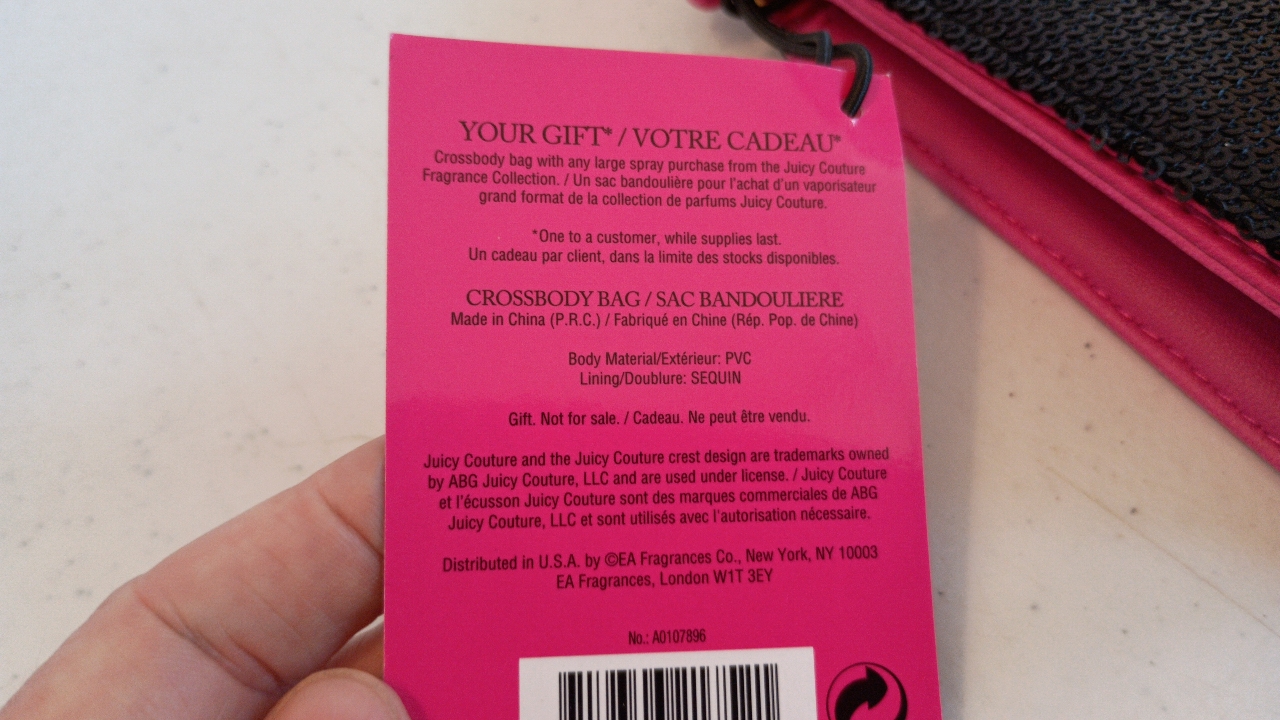 YOUR GIFT* / VOTRE CADEAU*
Crossbody bag with any large spray purchase from the Juicy Couture
Fragrance Collection. / Un sac bandoulière pour l'achat d'un vaporisateur
grand format de la collection de parfums Juicy Couture.
*One to a customer, while supplies last.
Un cadeau par client, dans la limite des stocks disponibles.
CROSSBODY BAG / SAC BANDOULIERE
Made in China (P.R.C.) / Fabriqué en Chine (Rép. Pop. de Chine)
Body Material/Extérieur: PVC
Lining/Doublure: SEQUIN
Gift. Not for sale. / Cadeau. Ne peut être vendu.
Juicy Couture and the Juicy Couture crest design are trademarks owned
by ABG Juicy Couture, LLC and are used under license. / Juicy Couture
et l'écusson Juicy Couture sont des marques commerciales de ABG
Juicy Couture, LLC et sont utilisés avec l'autorisation nécessaire.
Distributed in U.S.A. by ©EA Fragrances Co., New York, NY 10003
EA Fragrances, London W1T 3EY
No.: A0107896